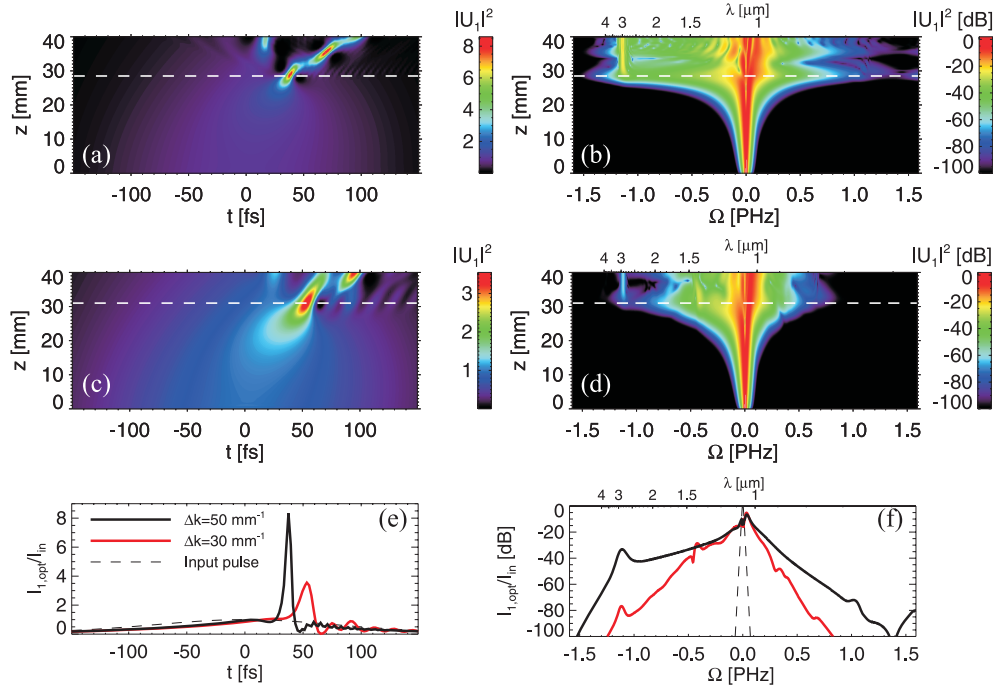 |U₁|²
40
30
20
10
0
z [mm]
(a)
-100 -50 0 50 100
t [fs]
8
6
4
2
λ [μm]
4 3 2 1.5 1
|U₁|² [dB]
40
30
20
10
0
z [mm]
(b)
-1.5 -1.0 -0.5 0.0 0.5 1.0 1.5
Ω [PHz]
0
-20
-40
-60
-80
-100
|U₁|²
40
30
20
10
0
z [mm]
(c)
-100 -50 0 50 100
t [fs]
3
2
1
λ [μm]
4 3 2 1.5 1
|U₁|² [dB]
40
30
20
10
0
z [mm]
(d)
-1.5 -1.0 -0.5 0.0 0.5 1.0 1.5
Ω [PHz]
0
-20
-40
-60
-80
-100
8
6
4
2
0
I₁,opt/Iin
Δk=50 mm⁻¹
Δk=30 mm⁻¹
Input pulse
(e)
-100 -50 0 50 100
t [fs]
λ [μm]
4 3 2 1.5 1
0
-20
-40
-60
-80
-100
I₁,opt/Iin [dB]
(f)
-1.5 -1.0 -0.5 0.0 0.5 1.0 1.5
Ω [PHz]